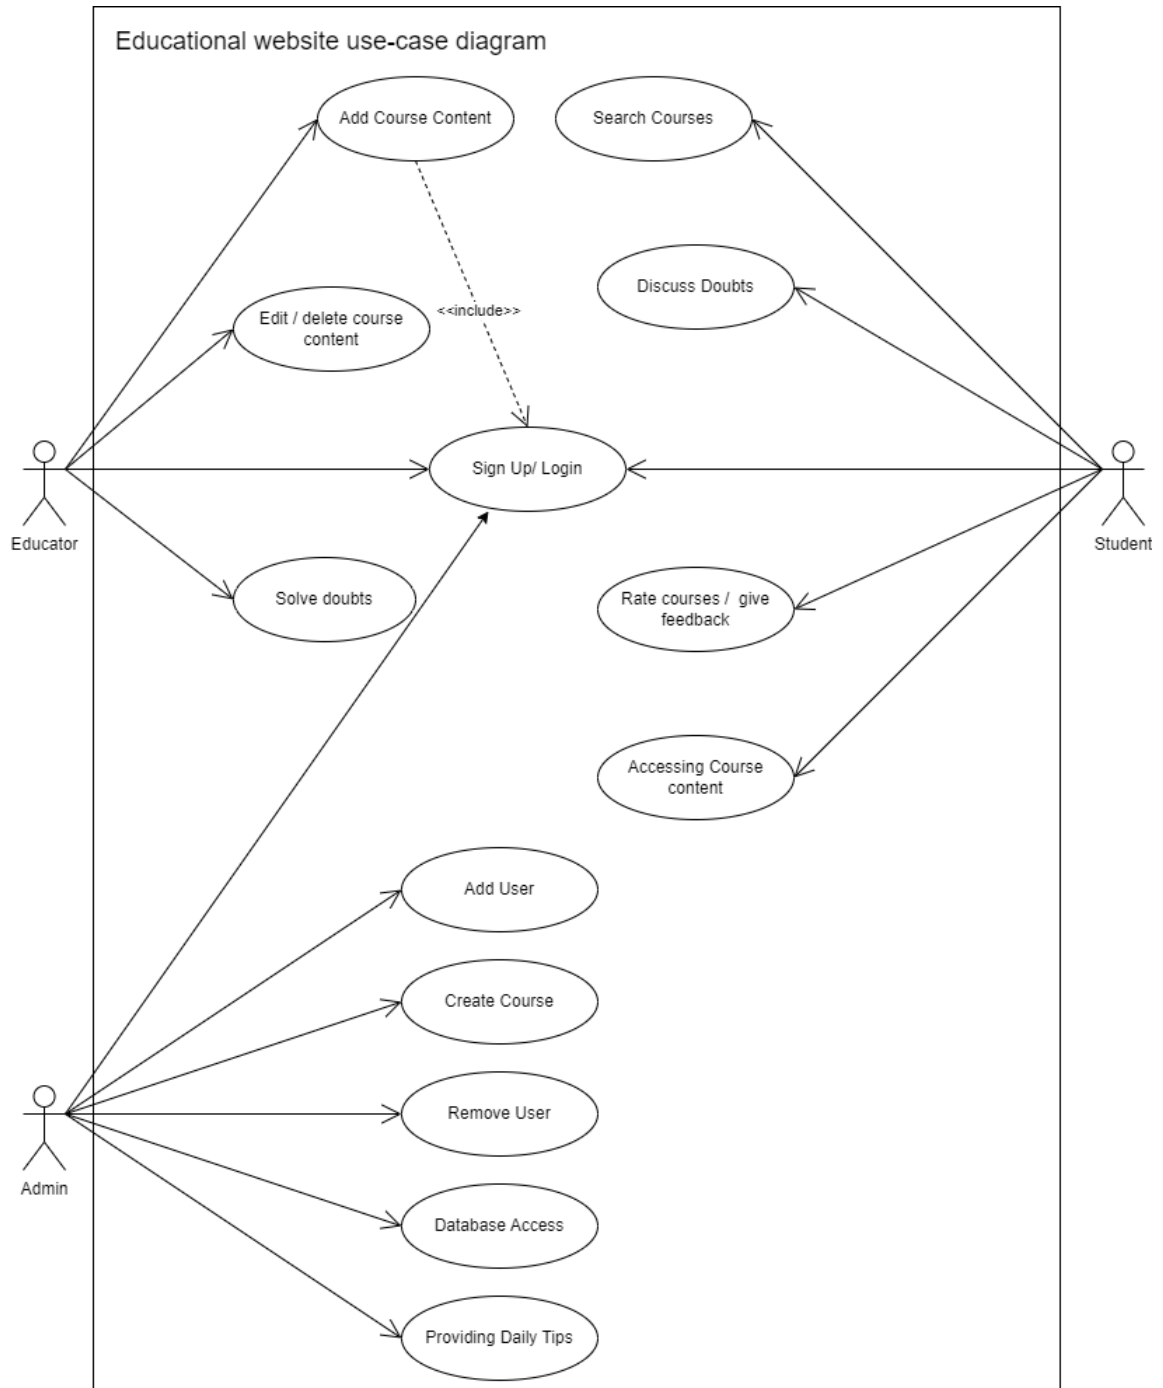 Educational website use-case diagram
Add Course Content
Search Courses
Discuss Doubts
Edit / delete course
content
<<include>>
Sign Up/ Login
Educator
Student
Solve doubts
Rate courses /  give
feedback
Accessing Course
content
Add User
Create Course
Remove User
Admin
Database Access
Providing Daily Tips